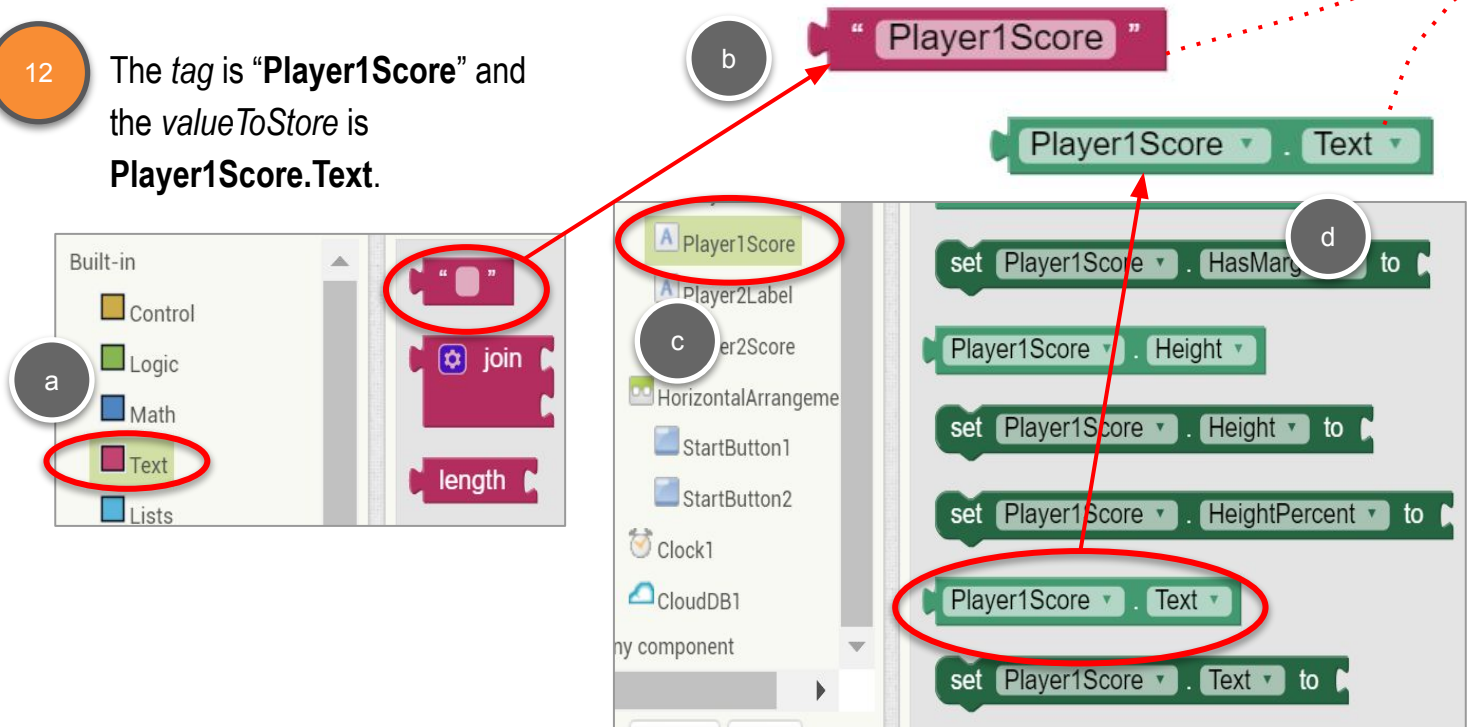 12
The tag is “Player1Score” and
the valueToStore is
Player1Score.Text.
b
“ Player1Score ”
Player1Score . Text
Built-in
Control
Logic
Math
Text
Lists
a
“ ”
join
length
Player1Score
Player2Label
er2Score
HorizontalArrangeme
StartButton1
StartButton2
Clock1
CloudDB1
ny component
c
d
set Player1Score . HasMarg to
Player1Score . Height
set Player1Score . Height to
set Player1Score . HeightPercent to
Player1Score . Text
set Player1Score . Text to